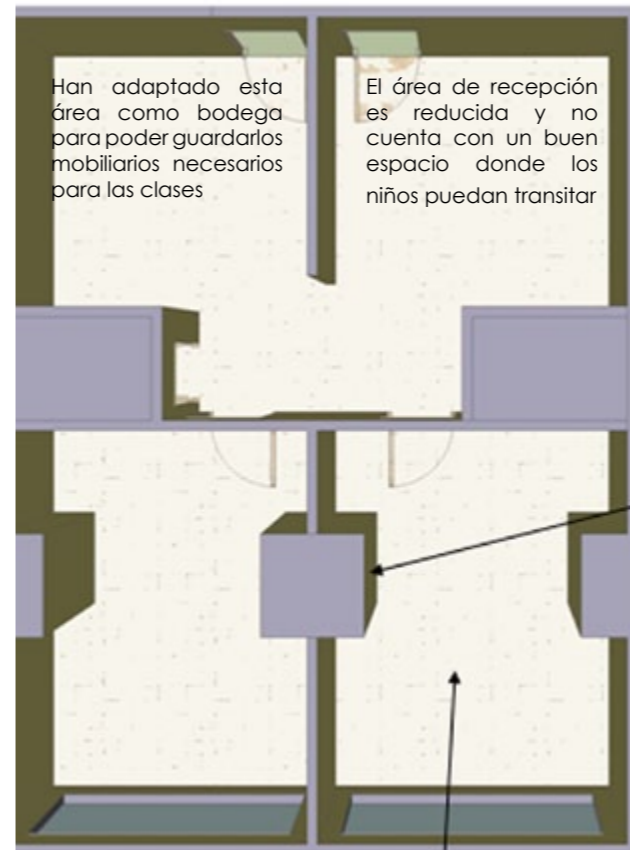 Han adaptado esta
área como bodega
para poder guardarlos
mobiliarios necesarios
para las clases
El área de recepción
es reducida y no
cuenta con un buen
espacio donde los
niños puedan transitar